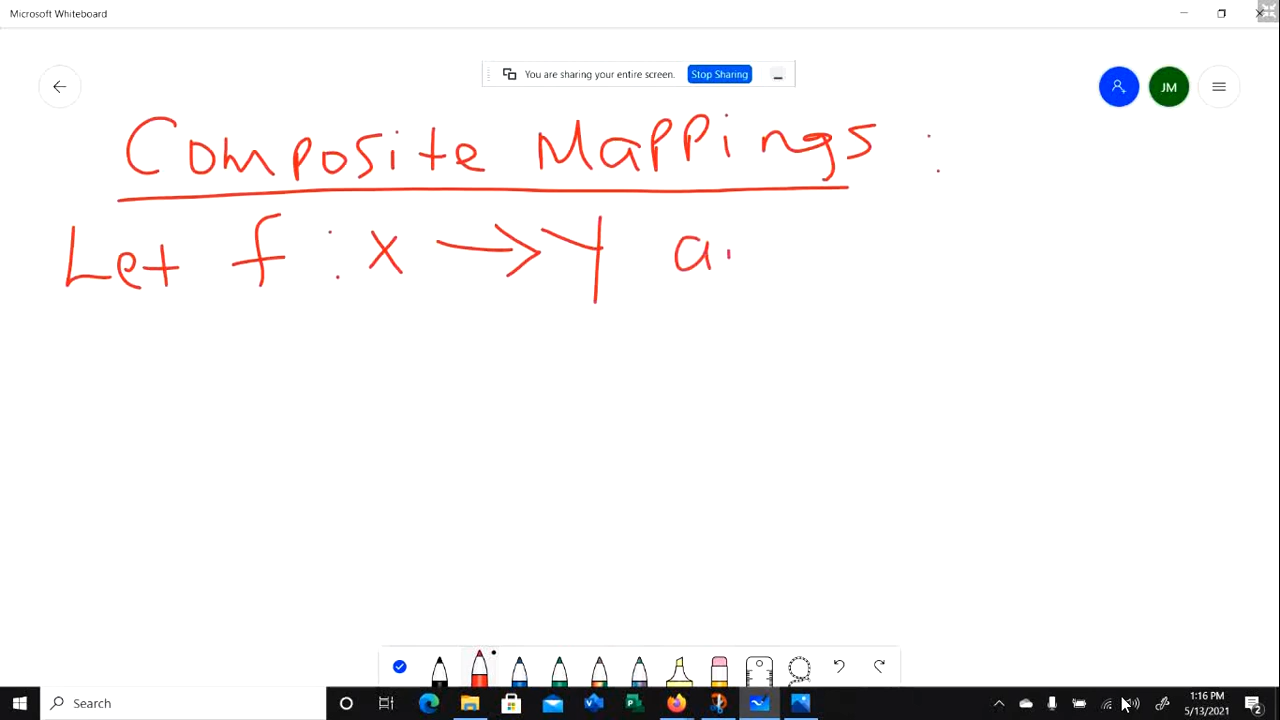 Microsoft Whiteboard
You are sharing your entire screen. Stop Sharing
JM
Composite Mappings :
Let f : X → Y a
Search
1:16 PM
5/13/2021
2